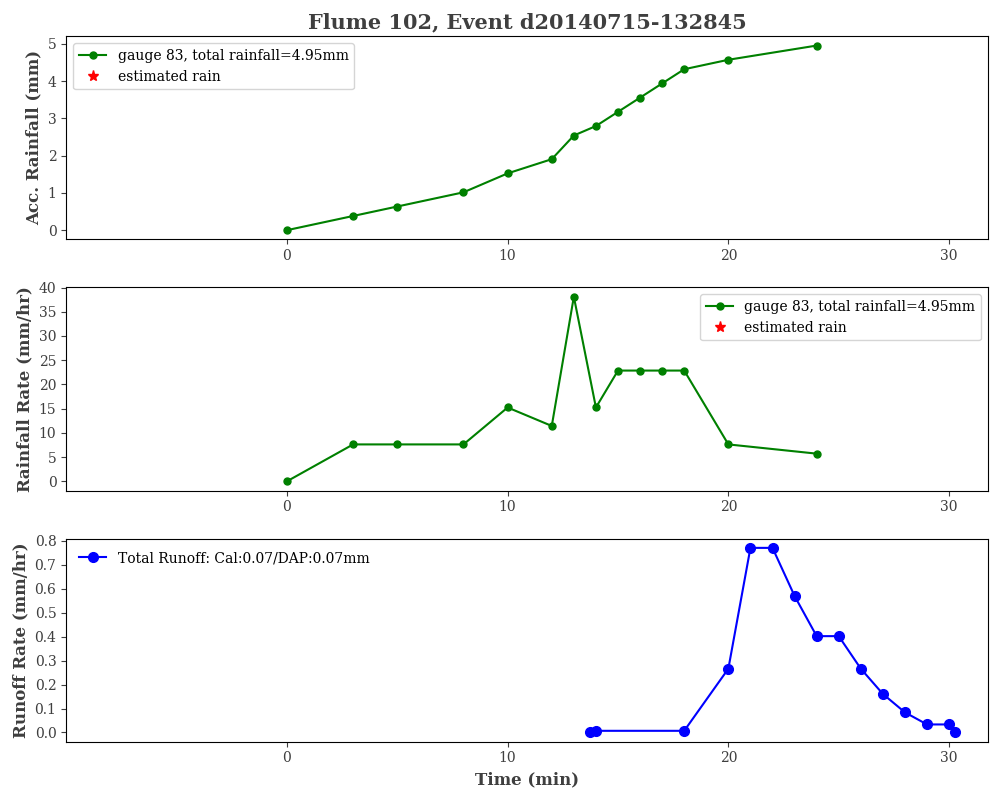 Flume 102, Event d20140715-132845
Acc. Rainfall (mm)
5
4
3
2
1
0
gauge 83, total rainfall=4.95mm
estimated rain
0 10 20 30
Rainfall Rate (mm/hr)
40
35
30
25
20
15
10
5
0
gauge 83, total rainfall=4.95mm
estimated rain
0 10 20 30
Runoff Rate (mm/hr)
0.8
0.7
0.6
0.5
0.4
0.3
0.2
0.1
0.0
Total Runoff: Cal:0.07/DAP:0.07mm
0 10 20 30
Time (min)